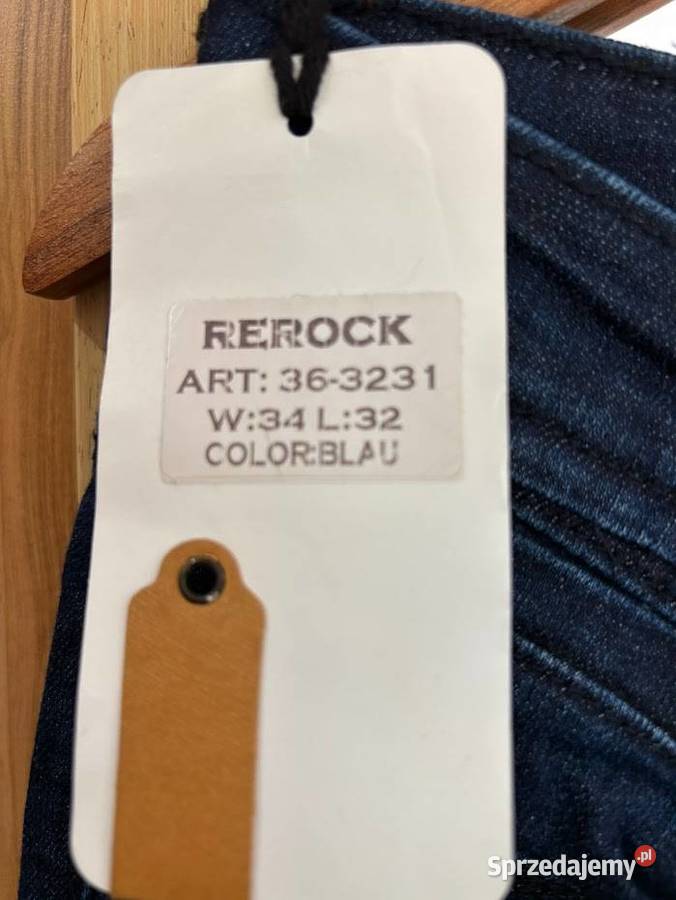 REROCK
ART: 36-3231
W:34 L:32
COLOR:BLAU
Sprzedajemy.pl